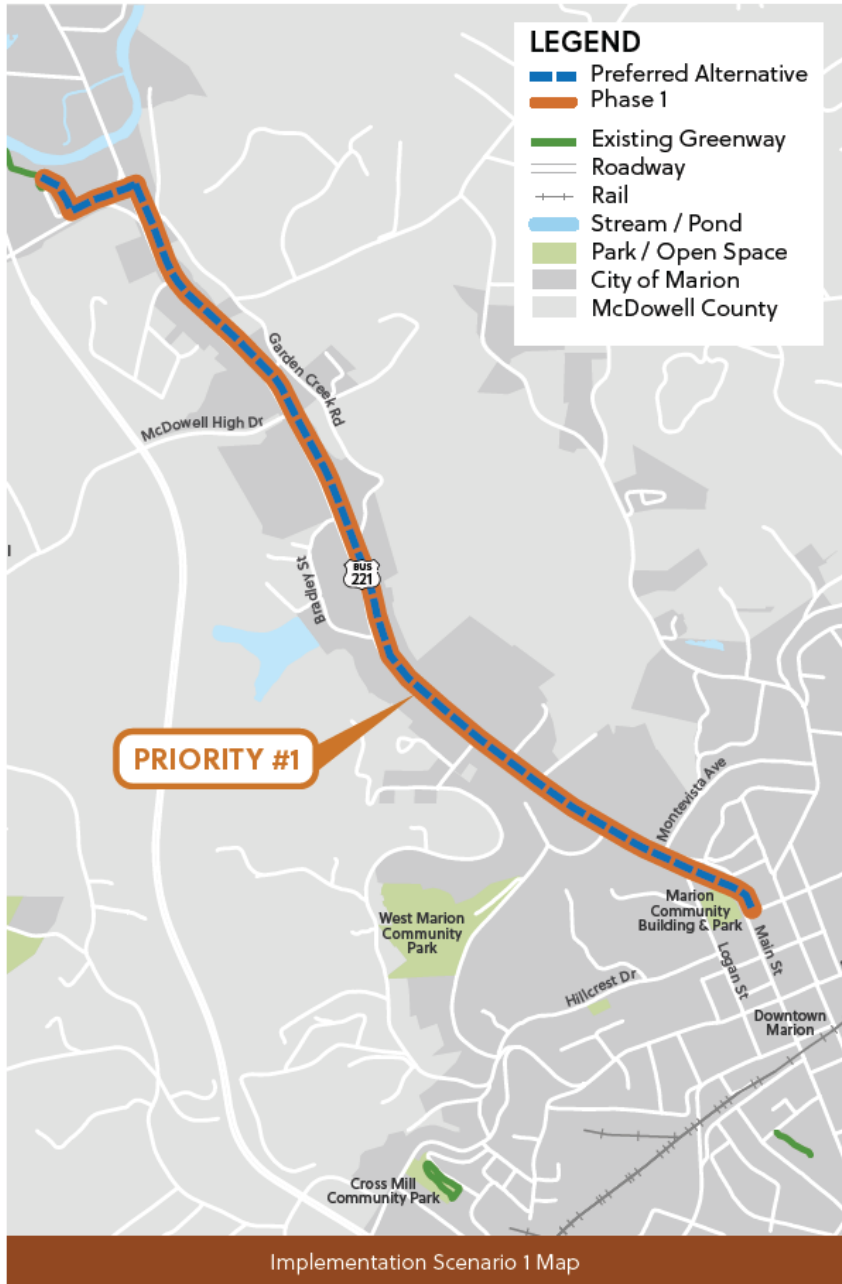 LEGEND
Preferred Alternative
Phase 1
Existing Greenway
Roadway
Rail
Stream / Pond
Park / Open Space
City of Marion
McDowell County
Garden Creek Rd
McDowell High Dr
BUS
221
Bradley St
PRIORITY #1
Montevista Ave
Marion
Community
Building & Park
Main St
West Marion
Community
Park
Logan St
Hillcrest Dr
Downtown
Marion
Cross Mill
Community Park
Implementation Scenario 1 Map